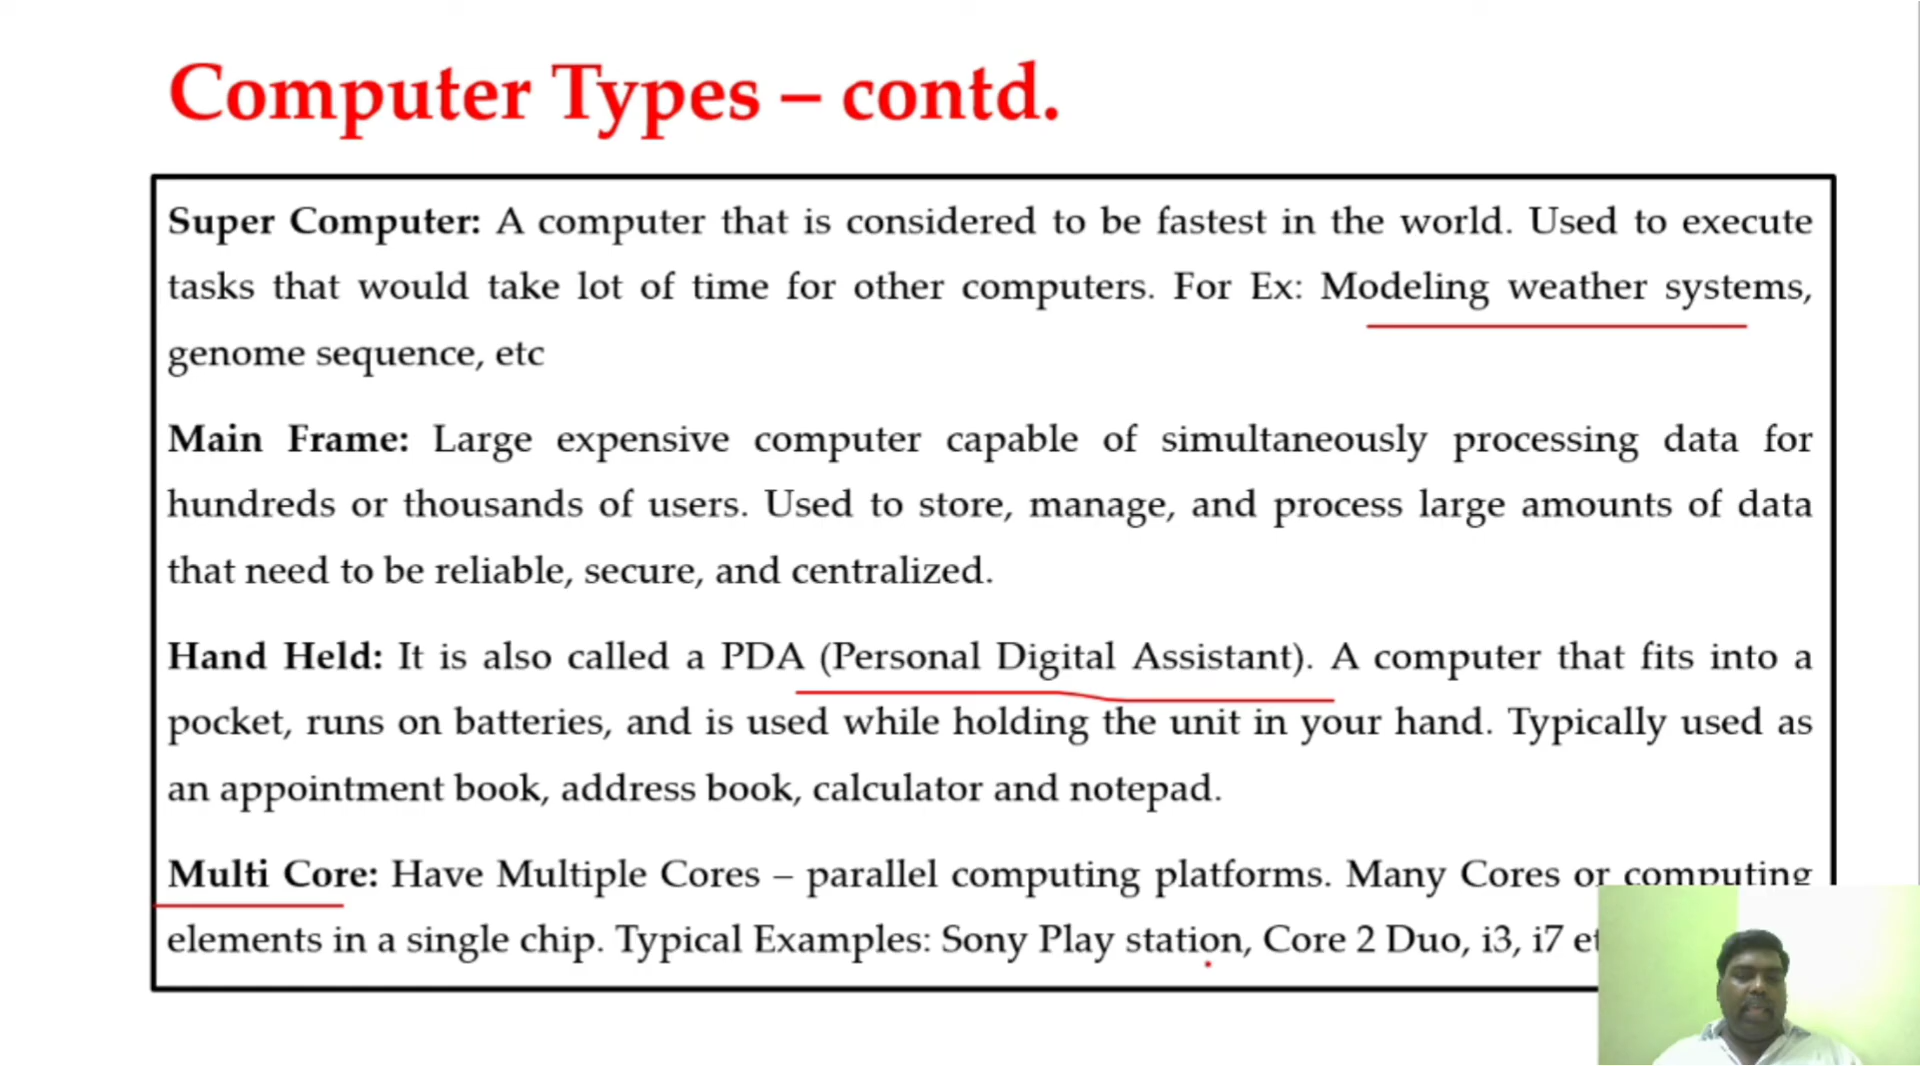 Computer Types – contd.
Super Computer: A computer that is considered to be fastest in the world. Used to execute
tasks that would take lot of time for other computers. For Ex: Modeling weather systems,
genome sequence, etc
Main Frame: Large expensive computer capable of simultaneously processing data for
hundreds or thousands of users. Used to store, manage, and process large amounts of data
that need to be reliable, secure, and centralized.
Hand Held: It is also called a PDA (Personal Digital Assistant). A computer that fits into a
pocket, runs on batteries, and is used while holding the unit in your hand. Typically used as
an appointment book, address book, calculator and notepad.
Multi Core: Have Multiple Cores – parallel computing platforms. Many Cores or computing
elements in a single chip. Typical Examples: Sony Play station, Core 2 Duo, i3, i7